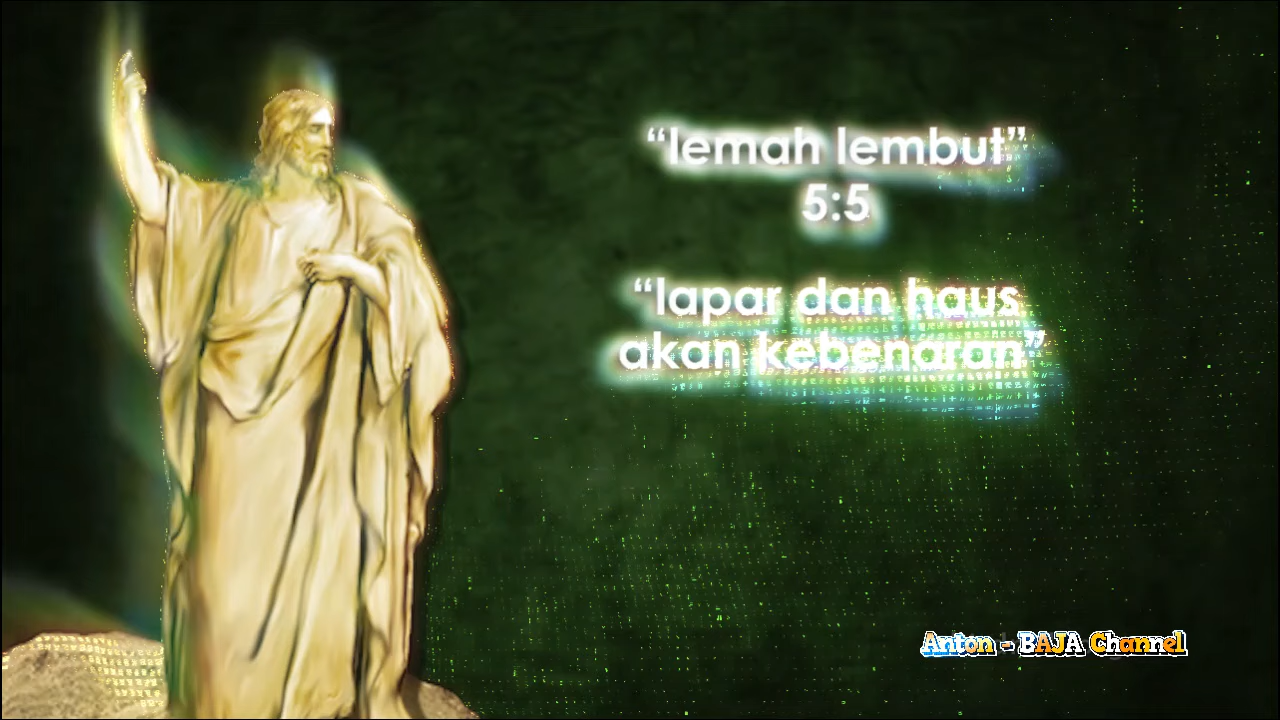 “lemah lembut”
5:5
“lapar dan haus
akan kebenaran”
Anton - BAJA Channel